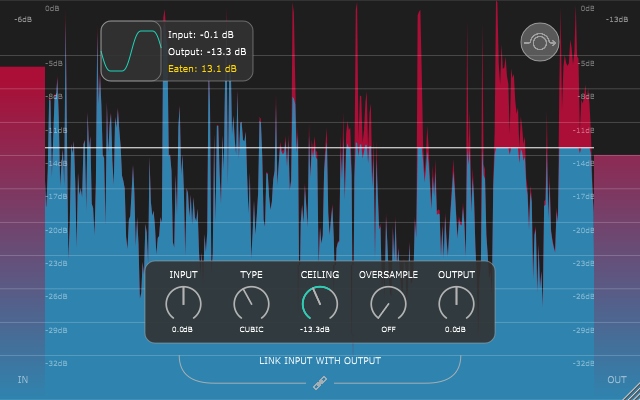 0dB
0dB
-6dB
-13dB
Input: -0.1 dB
Output: -13.3 dB
Eaten: 13.1 dB
-5dB
-5dB
-8dB
-8dB
-11dB
-11dB
-14dB
-14dB
-17dB
-17dB
-20dB
-20dB
-23dB
-23dB
-26dB
-26dB
-29dB
-29dB
-32dB
-32dB
INPUT TYPE CEILING OVERSAMPLE OUTPUT
0.0dB CUBIC -13.3dB OFF 0.0dB
LINK INPUT WITH OUTPUT
IN
OUT